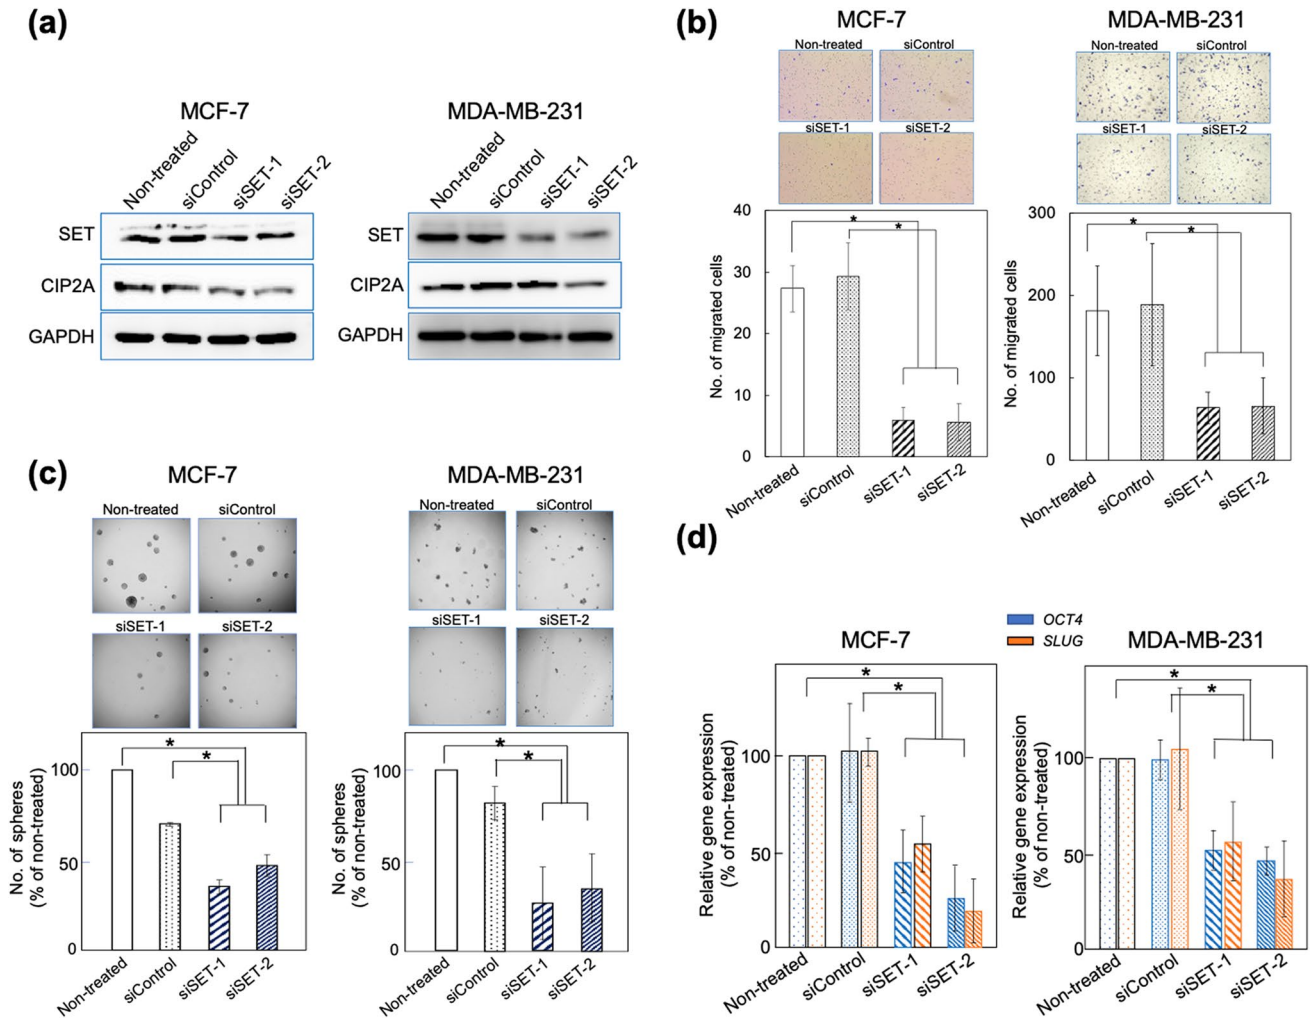 (a)
MCF-7
MDA-MB-231
Non-treated
siControl
siSET-1
siSET-2
Non-treated
siControl
siSET-1
siSET-2
SET
CIP2A
GAPDH
SET
CIP2A
GAPDH
(b)
MCF-7
MDA-MB-231
Non-treated
siControl
siSET-1
siSET-2
Non-treated
siControl
siSET-1
siSET-2
No. of migrated cells
40
30
20
10
0
*
*
Non-treated
siControl
siSET-1
siSET-2
No. of migrated cells
300
200
100
0
*
*
Non-treated
siControl
siSET-1
siSET-2
(c)
MCF-7
MDA-MB-231
Non-treated
siControl
siSET-1
siSET-2
Non-treated
siControl
siSET-1
siSET-2
No. of spheres
(% of non-treated)
100
50
0
*
*
Non-treated
siControl
siSET-1
siSET-2
No. of spheres
(% of non-treated)
100
50
0
*
*
Non-treated
siControl
siSET-1
siSET-2
(d)
OCT4
SLUG
MCF-7
MDA-MB-231
Relative gene expression
(% of non-treated)
100
50
0
*
*
Non-treated
siControl
siSET-1
siSET-2
Relative gene expression
(% of non-treated)
100
50
0
*
*
Non-treated
siControl
siSET-1
siSET-2